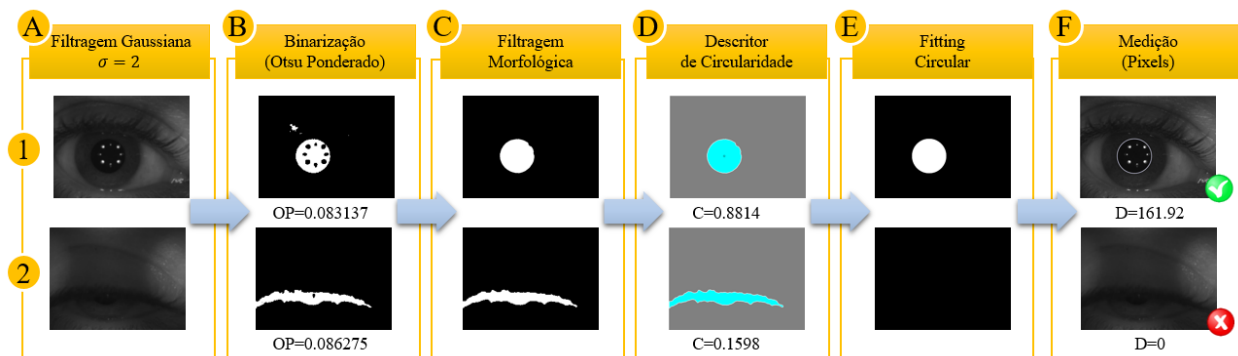 A
Filtragem Gaussiana
σ = 2
B
Binarização
(Otsu Ponderado)
C
Filtragem
Morfológica
D
Descritor
de Circularidade
E
Fitting
Circular
F
Medição
(Pixels)
1
OP=0.083137
C=0.8814
D=161.92
2
OP=0.086275
C=0.1598
D=0